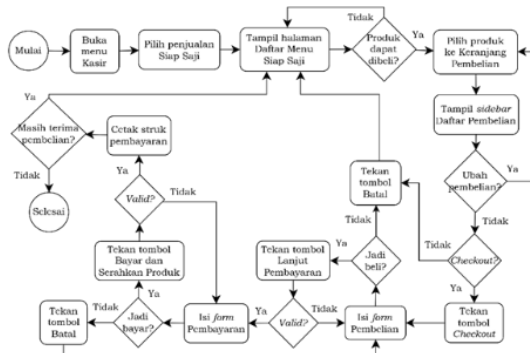 Mulai
Buka
menu
Kasir
Pilih penjualan
Siap Saji
Tampil halaman
Daftar Menu
Siap Saji
Tidak
Produk
dapat
dibeli?
Ya
Pilih produk
ke Keranjang
Pembelian
Tampil sidebar
Daftar Pembelian
Ubah
pembelian?
Ya
Tidak
Checkout?
Tidak
Ya
Tekan
tombol
Checkout
Tekan
tombol
Batal
Tidak
Jadi
beli?
Ya
Isi form
Pembelian
Tekan tombol
Lanjut
Pembayaran
Valid?
Tidak
Ya
Isi form
Pembayaran
Jadi
bayar?
Tidak
Ya
Tekan
tombol
Batal
Tekan tombol
Bayar dan
Serahkan Produk
Valid?
Tidak
Ya
Cetak struk
pembayaran
Masih terima
pembelian?
Ya
Tidak
Selesai